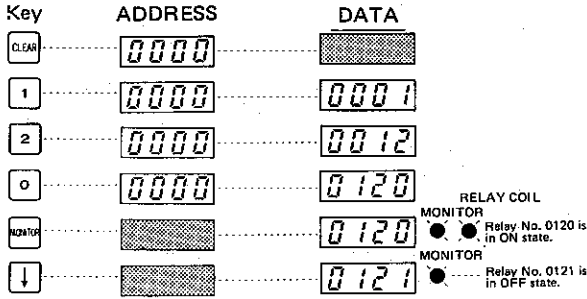 Key ADDRESS DATA
CLEAR 0000
1 0000 0001
2 0000 0012
0 0000 0120
RELAY COIL
MONITOR
MONITOR 0120 Relay No. 0120 is
in ON state.
MONITOR
↓ 0121 Relay No. 0121 is
in OFF state.